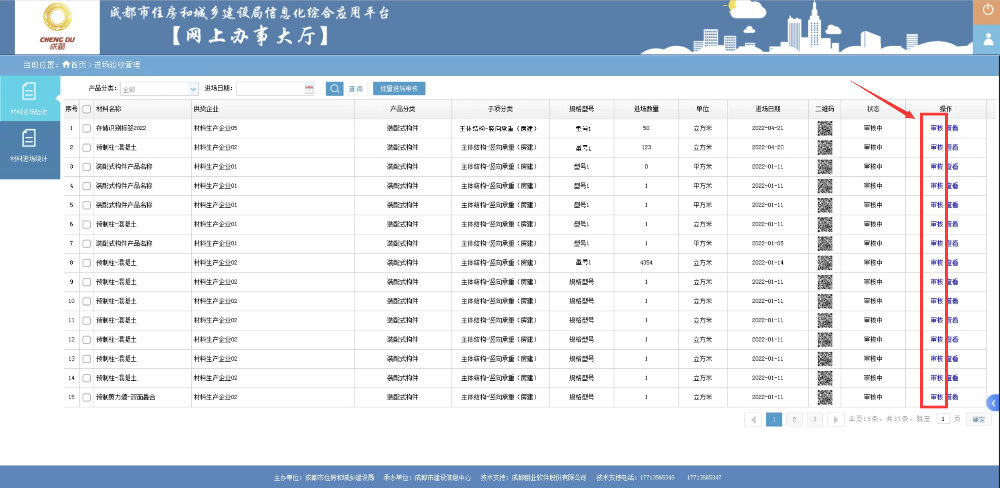 成都市住房和城乡建设局信息化综合应用平台
【网上办事大厅】
CHENG DU
成都
当前位置：首页>进场验收管理
材料进场验收
材料进场统计
产品分类： 全部 进场日期： 查询 批量进场审核
序号 材料名称 供货企业 产品分类 子项分类 规格型号 进场数量 单位 进场日期 二维码 状态 操作
1 存储识别标签2022 材料生产企业05 装配式构件 主体结构-竖向承重（房建） 型号1 50 立方米 2022-04-21 审核中 审核 查看
2 预制柱-混凝土 材料生产企业02 装配式构件 主体结构-竖向承重（房建） 型号1 123 立方米 2022-04-20 审核中 审核 查看
3 装配式构件产品名称 材料生产企业01 装配式构件 主体结构-竖向承重（房建） 型号1 0 平方米 2022-01-11 审核中 审核 查看
4 装配式构件产品名称 材料生产企业01 装配式构件 主体结构-竖向承重（房建） 型号1 1 平方米 2022-01-11 审核中 审核 查看
5 装配式构件产品名称 材料生产企业01 装配式构件 主体结构-竖向承重（房建） 型号1 1 平方米 2022-01-11 审核中 审核 查看
6 预制柱-混凝土 材料生产企业01 装配式构件 主体结构-竖向承重（房建） 型号1 1 立方米 2022-01-11 审核中 审核 查看
7 装配式构件产品名称 材料生产企业01 装配式构件 主体结构-竖向承重（房建） 型号1 1 平方米 2022-01-06 审核中 审核 查看
8 预制柱-混凝土 材料生产企业02 装配式构件 主体结构-竖向承重（房建） 型号1 4354 立方米 2022-01-14 审核中 审核 查看
9 预制柱-混凝土 材料生产企业02 装配式构件 主体结构-竖向承重（房建） 规格型号 1 立方米 2022-01-11 审核中 审核 查看
10 预制柱-混凝土 材料生产企业02 装配式构件 主体结构-竖向承重（房建） 规格型号 1 立方米 2022-01-11 审核中 审核 查看
11 预制柱-混凝土 材料生产企业02 装配式构件 主体结构-竖向承重（房建） 规格型号 1 立方米 2022-01-11 审核中 审核 查看
12 预制柱-混凝土 材料生产企业02 装配式构件 主体结构-竖向承重（房建） 规格型号 1 立方米 2022-01-11 审核中 审核 查看
13 预制柱-混凝土 材料生产企业02 装配式构件 主体结构-竖向承重（房建） 规格型号 1 立方米 2022-01-11 审核中 审核 查看
14 预制柱-混凝土 材料生产企业02 装配式构件 主体结构-竖向承重（房建） 规格型号 1 立方米 2022-01-11 审核中 审核 查看
15 预制剪力墙-双面叠合 材料生产企业02 装配式构件 主体结构-竖向承重（房建） 规格型号 1 立方米 2022-01-11 审核中 审核 查看
1 2 3 本页15条，共37条，跳至 1 页 确定
主办单位：成都市住房和城乡建设局 承办单位：成都市建设信息中心 技术支持：成都鹏业软件股份有限公司 技术支持电话：17713565346 17713565347